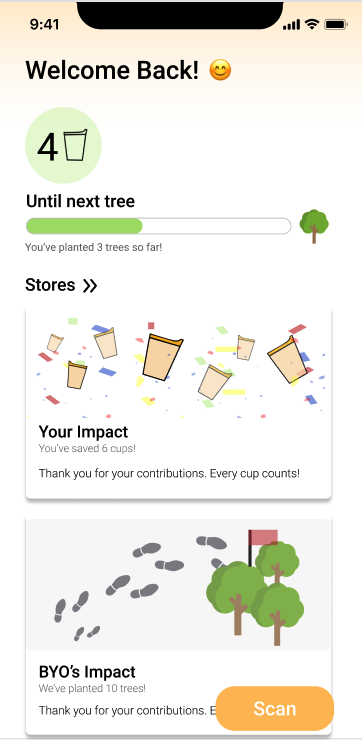 9:41
Welcome Back! 😊
4
Until next tree
You've planted 3 trees so far!
Stores
Your Impact
You've saved 6 cups!
Thank you for your contributions. Every cup counts!
BYO's Impact
We've planted 10 trees!
Thank you for your contributions. E
Scan